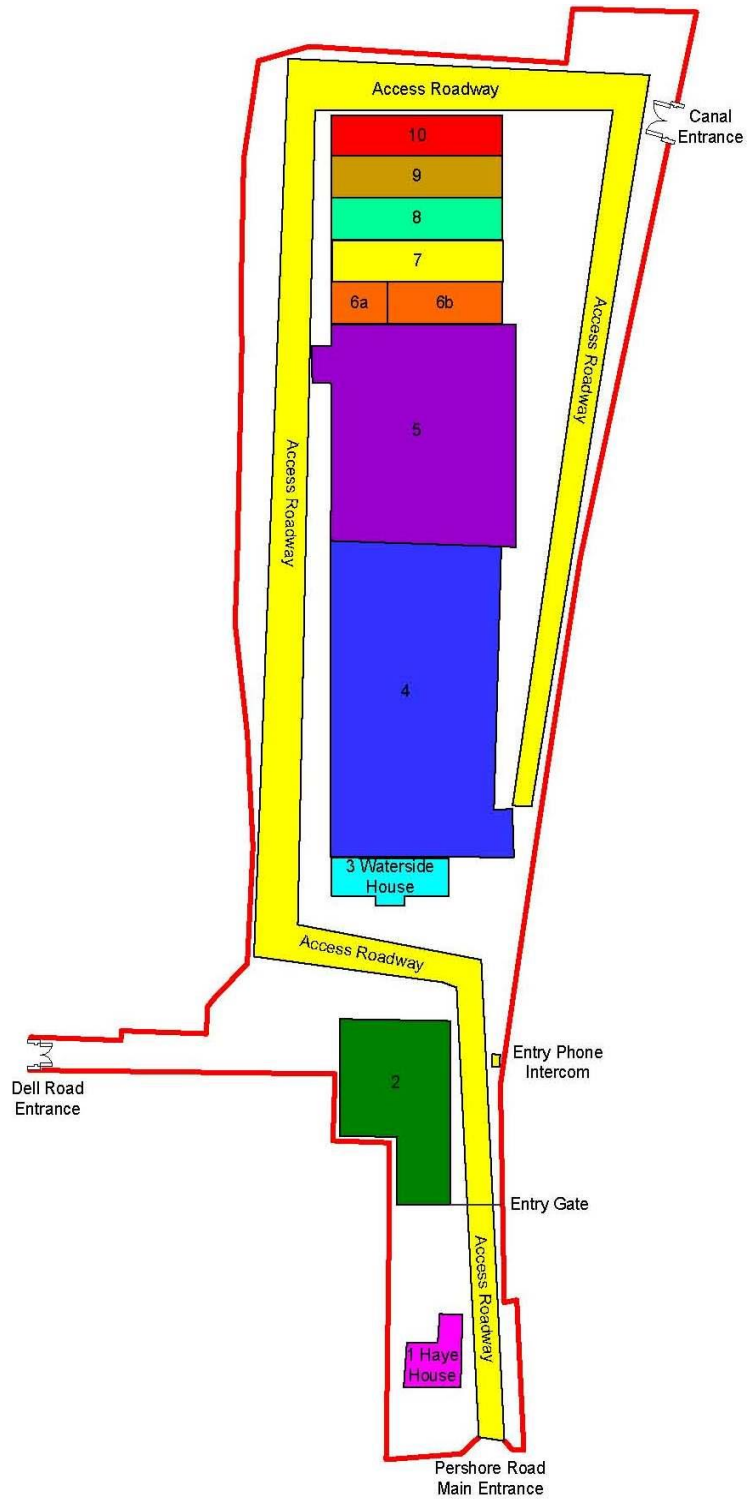 Access Roadway
Canal
Entrance
10
9
8
7
6a
6b
Access Roadway
5
Access Roadway
4
3 Waterside
House
Access Roadway
Entry Phone
Intercom
Dell Road
Entrance
2
Entry Gate
Access Roadway
1 Haye
House
Pershore Road
Main Entrance